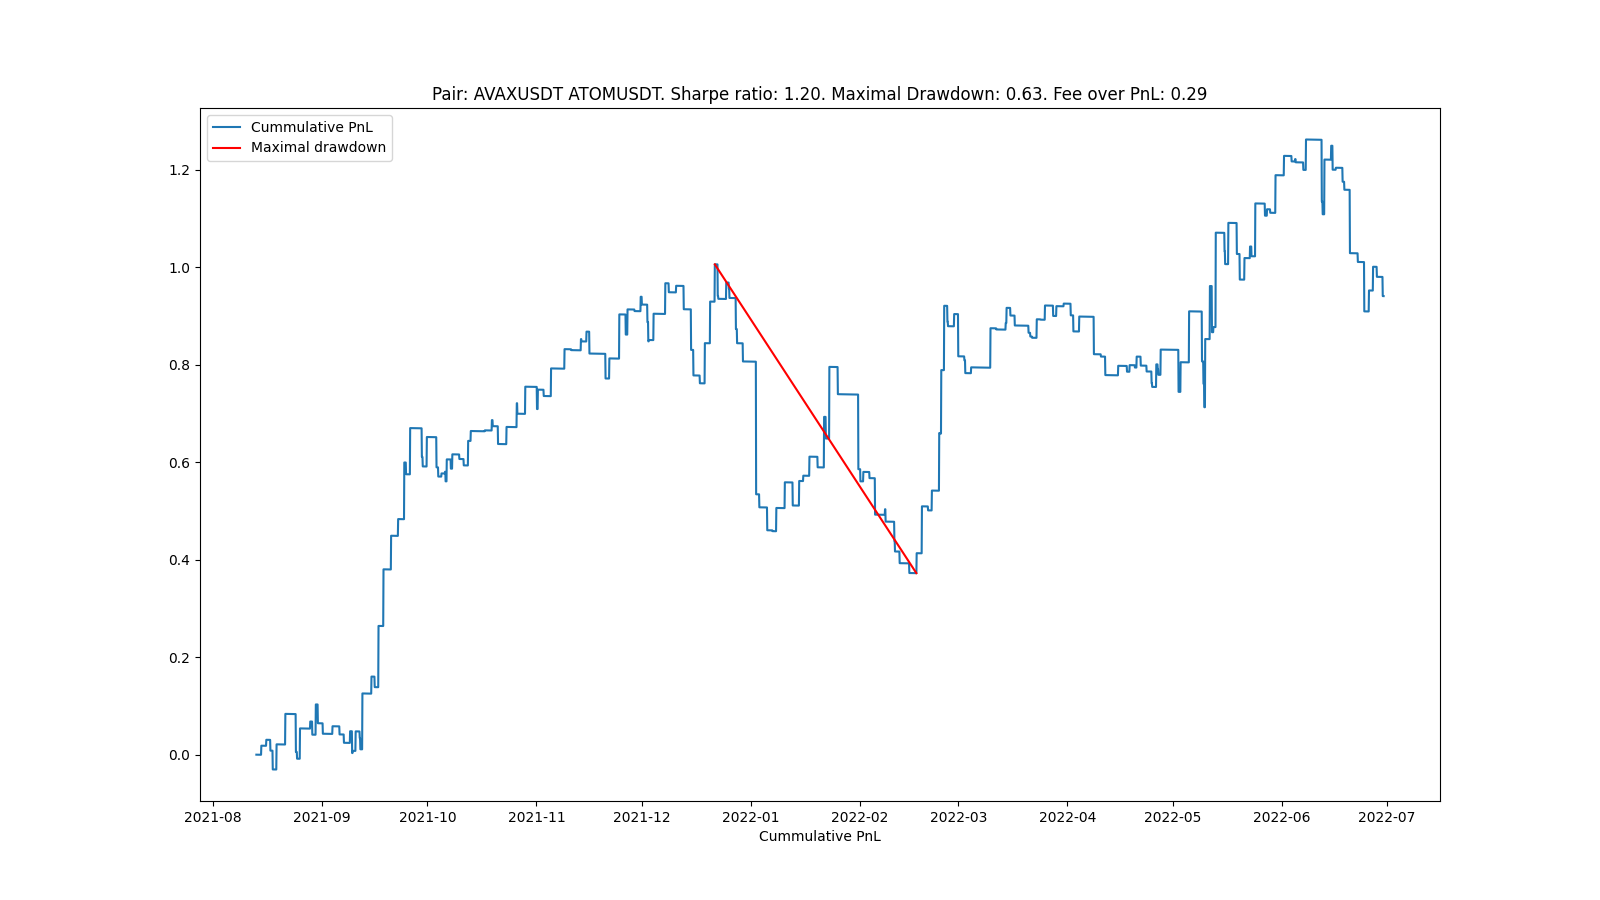 Pair: AVAXUSDT ATOMUSDT. Sharpe ratio: 1.20. Maximal Drawdown: 0.63. Fee over PnL: 0.29
Cummulative PnL
Maximal drawdown
1.2
1.0
0.8
0.6
0.4
0.2
0.0
2021-08 2021-09 2021-10 2021-11 2021-12 2022-01 2022-02 2022-03 2022-04 2022-05 2022-06 2022-07
Cummulative PnL